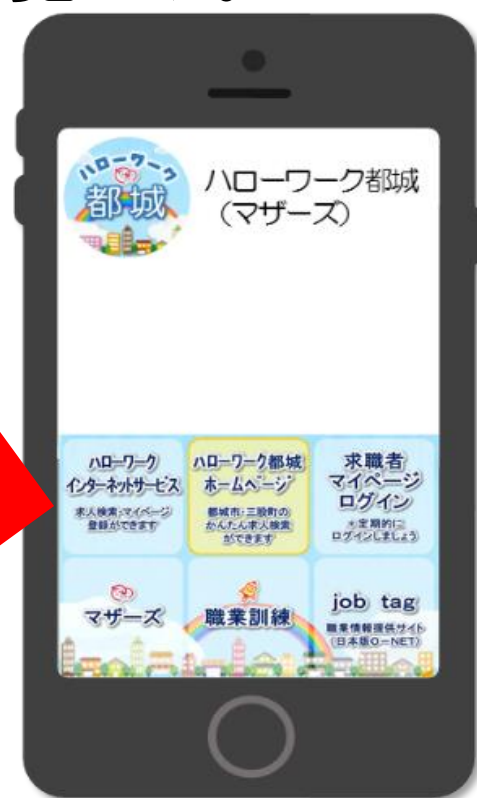 ハローワーク
都城
ハローワーク都城
（マザーズ）
ハローワーク
インターネットサービス
求人検索・マイページ
登録ができます
ハローワーク都城
ホームページ
都城市・三股町の
かんたん求人検索
ができます
求職者
マイページ
ログイン
＊定期的に
ログインしましょう
マザーズ
職業訓練
job tag
職業情報提供サイト
（日本版O-NET）